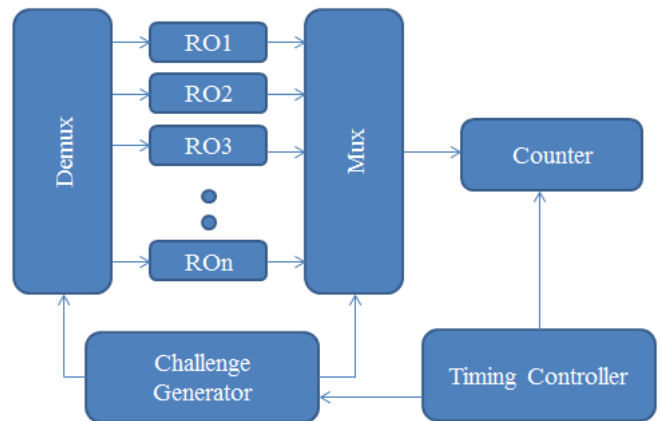 Demux
RO1
RO2
RO3
ROn
Mux
Counter
Challenge
Generator
Timing Controller